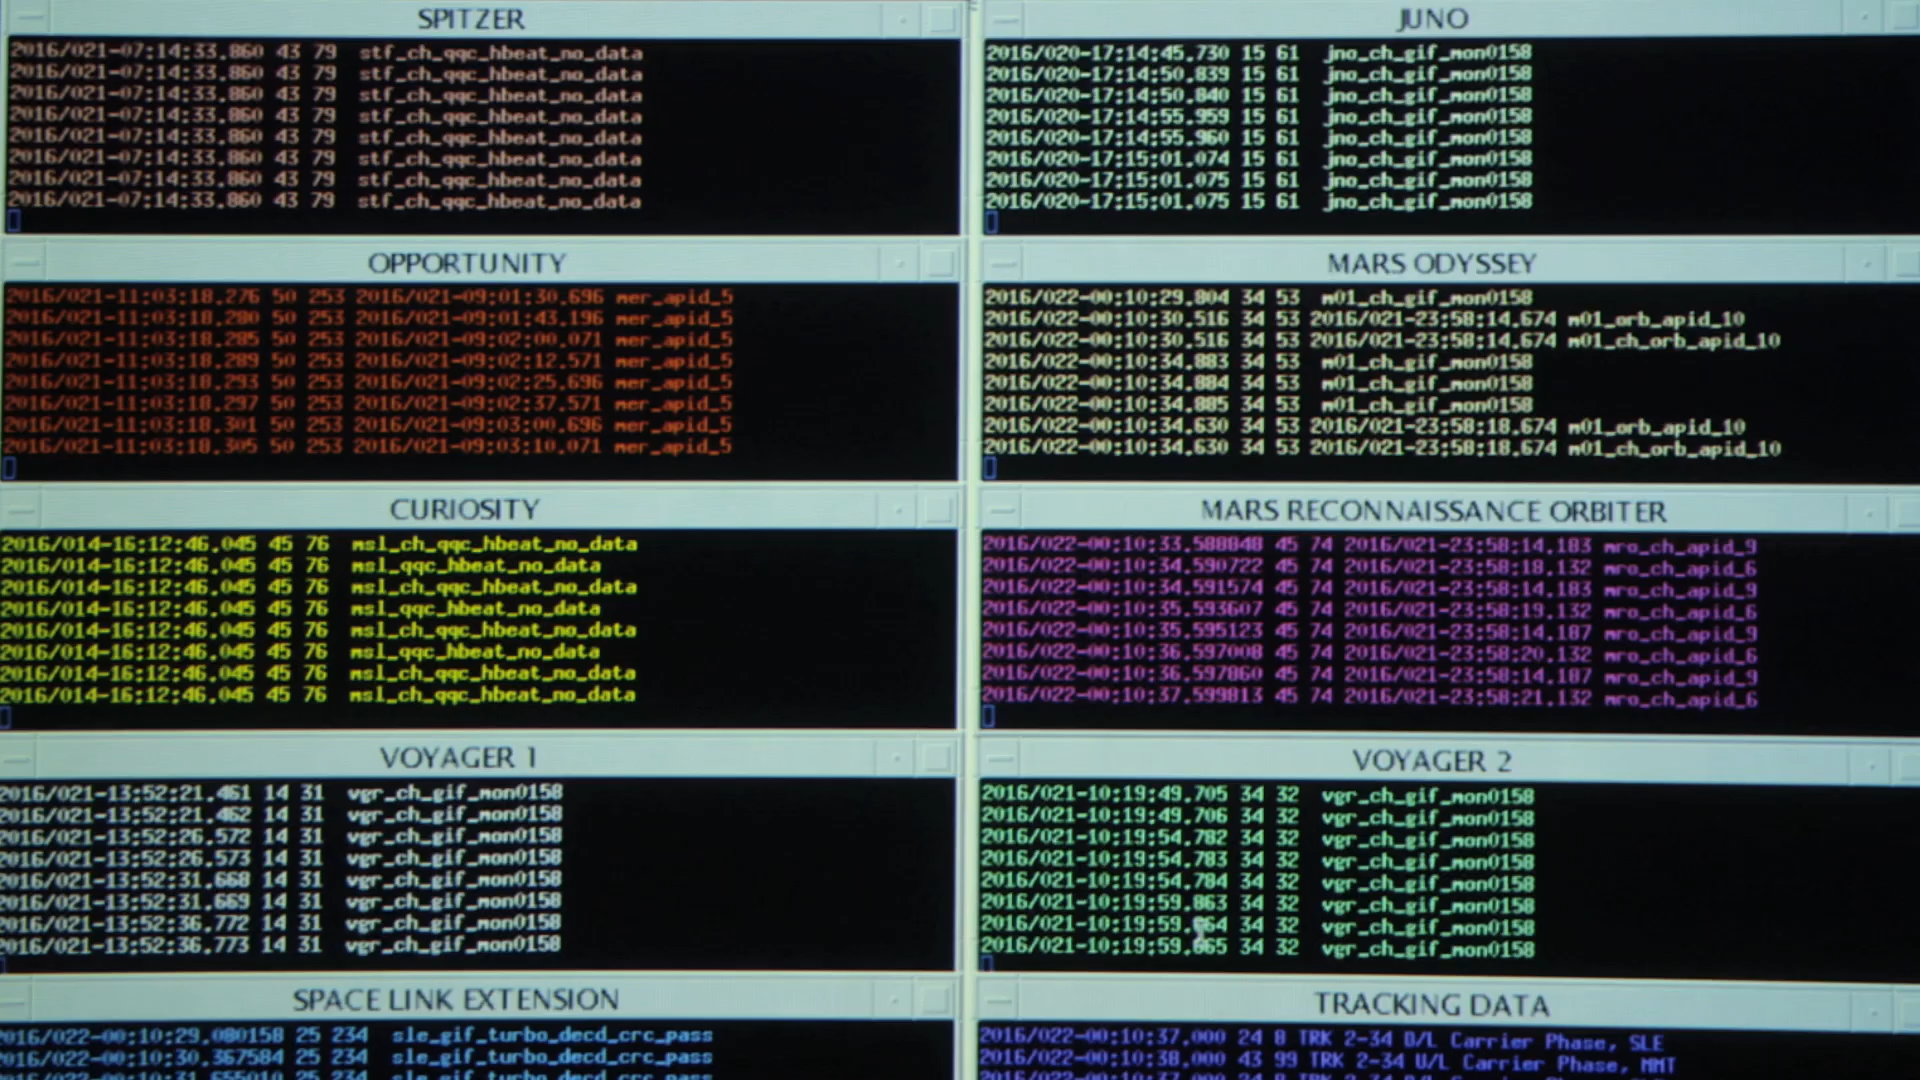 SPITZER
2016/021-07:14:33.860 43 79 stf_ch_qqc_hbeat_no_data
2016/021-07:14:33.860 43 79 stf_ch_qqc_hbeat_no_data
2016/021-07:14:33.860 43 79 stf_ch_qqc_hbeat_no_data
2016/021-07:14:33.860 43 79 stf_ch_qqc_hbeat_no_data
2016/021-07:14:33.860 43 79 stf_ch_qqc_hbeat_no_data
2016/021-07:14:33.860 43 79 stf_ch_qqc_hbeat_no_data
2016/021-07:14:33.860 43 79 stf_ch_qqc_hbeat_no_data
2016/021-07:14:33.860 43 79 stf_ch_qqc_hbeat_no_data
JUNO
2016/020-17:14:45.730 15 61 jno_ch_gif_mon0158
2016/020-17:14:50.839 15 61 jno_ch_gif_mon0158
2016/020-17:14:50.840 15 61 jno_ch_gif_mon0158
2016/020-17:14:55.959 15 61 jno_ch_gif_mon0158
2016/020-17:14:55.960 15 61 jno_ch_gif_mon0158
2016/020-17:15:01.074 15 61 jno_ch_gif_mon0158
2016/020-17:15:01.075 15 61 jno_ch_gif_mon0158
2016/020-17:15:01.075 15 61 jno_ch_gif_mon0158
OPPORTUNITY
2016/021-11:03:18.276 50 253 2016/021-09:01:30.696 mer_apid_5
2016/021-11:03:18.280 50 253 2016/021-09:01:43.196 mer_apid_5
2016/021-11:03:18.285 50 253 2016/021-09:02:00.071 mer_apid_5
2016/021-11:03:18.289 50 253 2016/021-09:02:12.571 mer_apid_5
2016/021-11:03:18.293 50 253 2016/021-09:02:25.696 mer_apid_5
2016/021-11:03:18.297 50 253 2016/021-09:02:37.571 mer_apid_5
2016/021-11:03:18.301 50 253 2016/021-09:03:00.696 mer_apid_5
2016/021-11:03:18.305 50 253 2016/021-09:03:10.071 mer_apid_5
MARS ODYSSEY
2016/022-00:10:29.804 34 53 m01_ch_gif_mon0158
2016/022-00:10:30.516 34 53 2016/021-23:58:14.674 m01_orb_apid_10
2016/022-00:10:30.516 34 53 2016/021-23:58:14.674 m01_ch_orb_apid_10
2016/022-00:10:34.883 34 53 m01_ch_gif_mon0158
2016/022-00:10:34.884 34 53 m01_ch_gif_mon0158
2016/022-00:10:34.885 34 53 m01_ch_gif_mon0158
2016/022-00:10:34.630 34 53 2016/021-23:58:18.674 m01_orb_apid_10
2016/022-00:10:34.630 34 53 2016/021-23:58:18.674 m01_ch_orb_apid_10
CURIOSITY
2016/014-16:12:46.045 45 76 msl_ch_qqc_hbeat_no_data
2016/014-16:12:46.045 45 76 msl_qqc_hbeat_no_data
2016/014-16:12:46.045 45 76 msl_ch_qqc_hbeat_no_data
2016/014-16:12:46.045 45 76 msl_qqc_hbeat_no_data
2016/014-16:12:46.045 45 76 msl_ch_qqc_hbeat_no_data
2016/014-16:12:46.045 45 76 msl_qqc_hbeat_no_data
2016/014-16:12:46.045 45 76 msl_ch_qqc_hbeat_no_data
2016/014-16:12:46.045 45 76 msl_ch_qqc_hbeat_no_data
MARS RECONNAISSANCE ORBITER
2016/022-00:10:33.588848 45 74 2016/021-23:58:14.183 mro_ch_apid_9
2016/022-00:10:34.590722 45 74 2016/021-23:58:18.132 mro_ch_apid_6
2016/022-00:10:34.591574 45 74 2016/021-23:58:14.183 mro_ch_apid_9
2016/022-00:10:35.593607 45 74 2016/021-23:58:19.132 mro_ch_apid_6
2016/022-00:10:35.595123 45 74 2016/021-23:58:14.187 mro_ch_apid_9
2016/022-00:10:36.597008 45 74 2016/021-23:58:20.132 mro_ch_apid_6
2016/022-00:10:36.597860 45 74 2016/021-23:58:14.187 mro_ch_apid_9
2016/022-00:10:37.599813 45 74 2016/021-23:58:21.132 mro_ch_apid_6
VOYAGER 1
2016/021-13:52:21.461 14 31 vgr_ch_gif_mon0158
2016/021-13:52:21.462 14 31 vgr_ch_gif_mon0158
2016/021-13:52:26.572 14 31 vgr_ch_gif_mon0158
2016/021-13:52:26.573 14 31 vgr_ch_gif_mon0158
2016/021-13:52:31.668 14 31 vgr_ch_gif_mon0158
2016/021-13:52:31.669 14 31 vgr_ch_gif_mon0158
2016/021-13:52:36.772 14 31 vgr_ch_gif_mon0158
2016/021-13:52:36.773 14 31 vgr_ch_gif_mon0158
VOYAGER 2
2016/021-10:19:49.705 34 32 vgr_ch_gif_mon0158
2016/021-10:19:49.706 34 32 vgr_ch_gif_mon0158
2016/021-10:19:54.782 34 32 vgr_ch_gif_mon0158
2016/021-10:19:54.783 34 32 vgr_ch_gif_mon0158
2016/021-10:19:54.784 34 32 vgr_ch_gif_mon0158
2016/021-10:19:59.863 34 32 vgr_ch_gif_mon0158
2016/021-10:19:59.864 34 32 vgr_ch_gif_mon0158
2016/021-10:19:59.865 34 32 vgr_ch_gif_mon0158
SPACE LINK EXTENSION
2016/022-00:10:29.080158 25 234 sle_gif_turbo_decd_crc_pass
2016/022-00:10:30.367584 25 234 sle_gif_turbo_decd_crc_pass
2016/022-00:10:31.655010 25 234 sle_gif_turbo_decd_crc_pass
TRACKING DATA
2016/022-00:10:37.000 24 8 TRK 2-34 D/L Carrier Phase, SLE
2016/022-00:10:38.000 43 99 TRK 2-34 U/L Carrier Phase, MMT